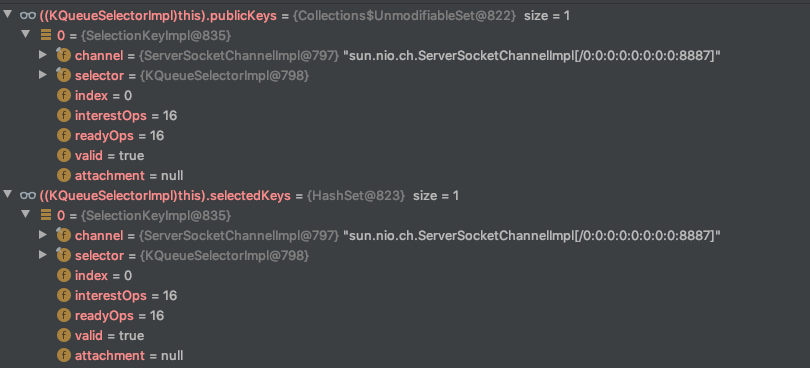 ((KQueueSelectorImpl)this).publicKeys = {Collections$UnmodifiableSet@822} size = 1
0 = {SelectionKeyImpl@835}
f channel = {ServerSocketChannelImpl@797} "sun.nio.ch.ServerSocketChannelImpl[/0:0:0:0:0:0:0:0:8887]"
f selector = {KQueueSelectorImpl@798}
f index = 0
f interestOps = 16
f readyOps = 16
f valid = true
f attachment = null
((KQueueSelectorImpl)this).selectedKeys = {HashSet@823} size = 1
0 = {SelectionKeyImpl@835}
f channel = {ServerSocketChannelImpl@797} "sun.nio.ch.ServerSocketChannelImpl[/0:0:0:0:0:0:0:0:8887]"
f selector = {KQueueSelectorImpl@798}
f index = 0
f interestOps = 16
f readyOps = 16
f valid = true
f attachment = null